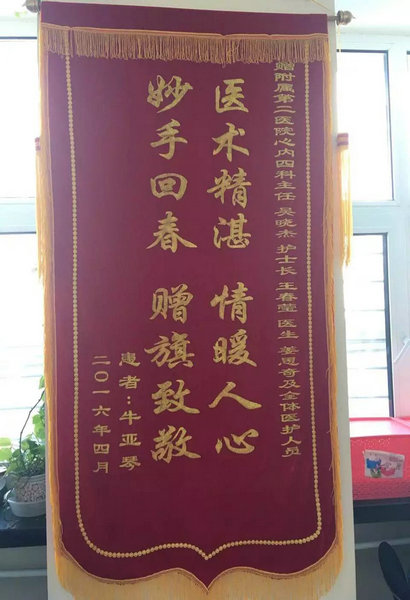 赠附属第二医院心内四科主任 吴晓杰 护士长 王春莹 医生 姜思奇及全体医护人员
医术精湛 情暖人心
妙手回春 赠旗致敬
患者：牛亚琴
二〇一六年四月